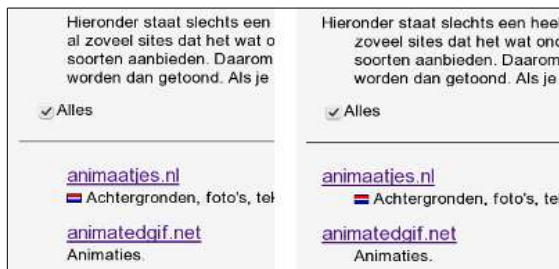 Hieronder staat slechts een
al zoveel sites dat het wat o
soorten aanbieden. Daarom
worden dan getoond. Als je
Alles
animaatjes.nl
Achtergronden, foto's, te
animatedgif.net
Animaties.
Hieronder staat slechts een hee
zoveel sites dat het wat ond
soorten aanbieden. Daarom
worden dan getoond. Als je
Alles
animaatjes.nl
Achtergronden, foto's, te
animatedgif.net
Animaties.